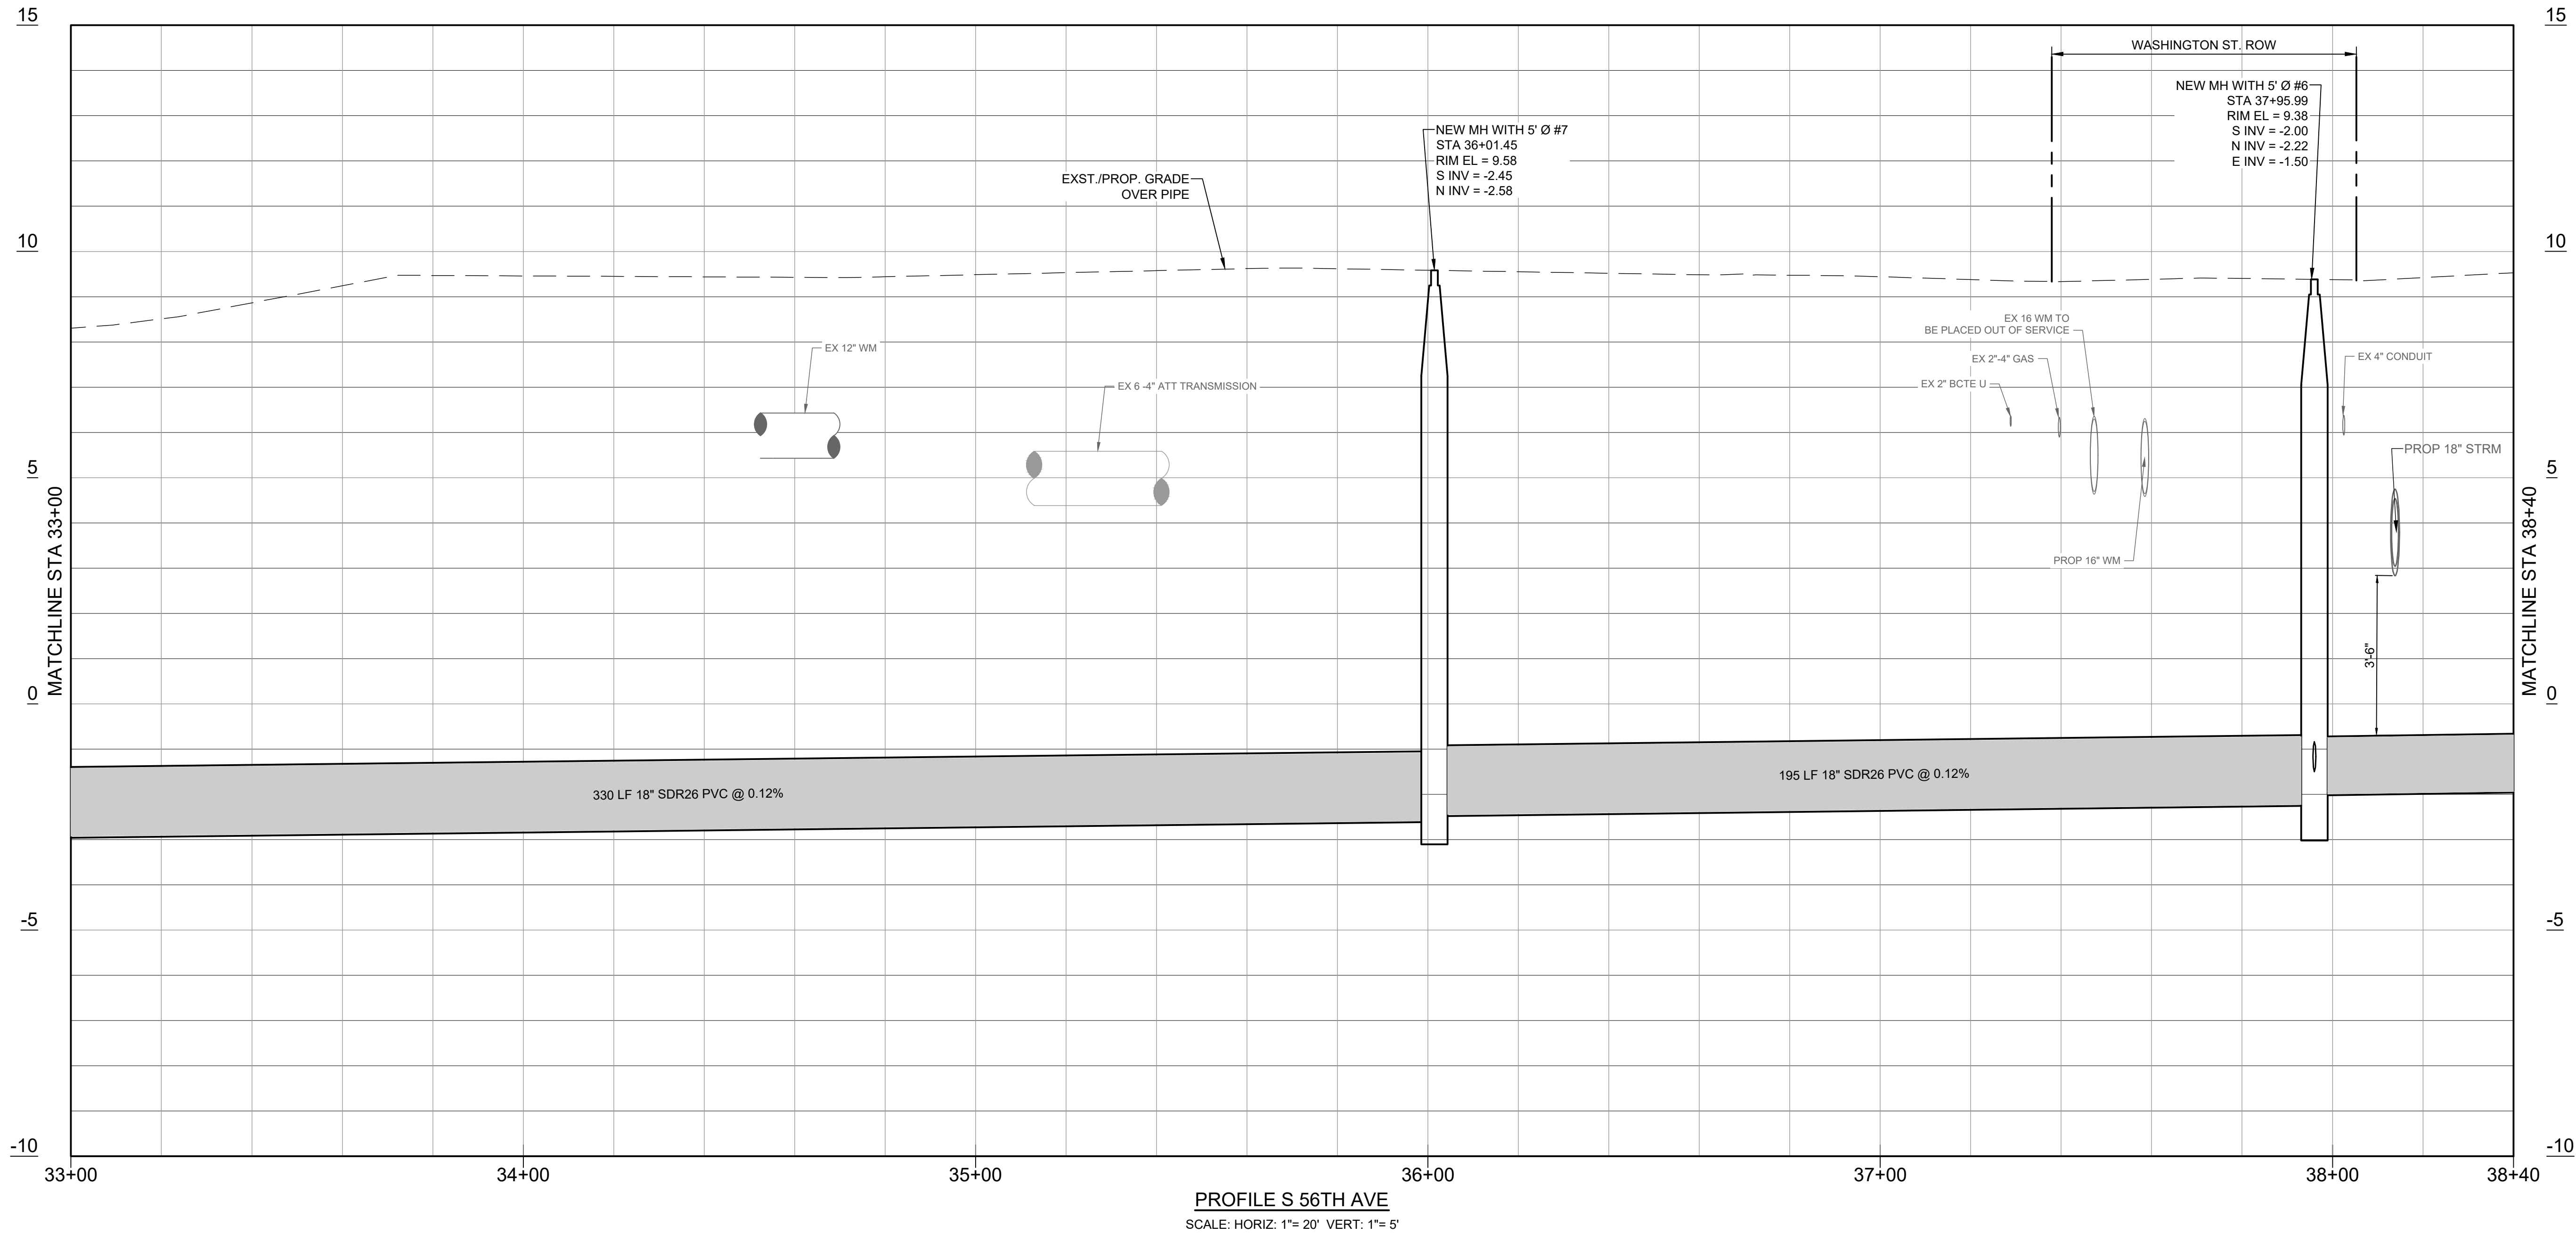 15
15
WASHINGTON ST. ROW
NEW MH WITH 5' Ø #6
STA 37+95.99
RIM EL = 9.38
S INV = -2.00
N INV = -2.22
E INV = -1.50
NEW MH WITH 5' Ø #7
STA 36+01.45
RIM EL = 9.58
S INV = -2.45
N INV = -2.58
EXST./PROP. GRADE
OVER PIPE
10
10
EX 16 WM TO
BE PLACED OUT OF SERVICE
EX 12" WM
EX 2"-4" GAS
EX 4" CONDUIT
EX 6 -4" ATT TRANSMISSION
EX 2" BCTE U
PROP 18" STRM
5
5
MATCHLINE STA 33+00
MATCHLINE STA 38+40
PROP 16" WM
3'-6"
0
0
330 LF 18" SDR26 PVC @ 0.12%
195 LF 18" SDR26 PVC @ 0.12%
-5
-5
-10
-10
33+00
34+00
35+00
36+00
37+00
38+00
38+40
PROFILE S 56TH AVE
SCALE: HORIZ: 1"= 20' VERT: 1"= 5'